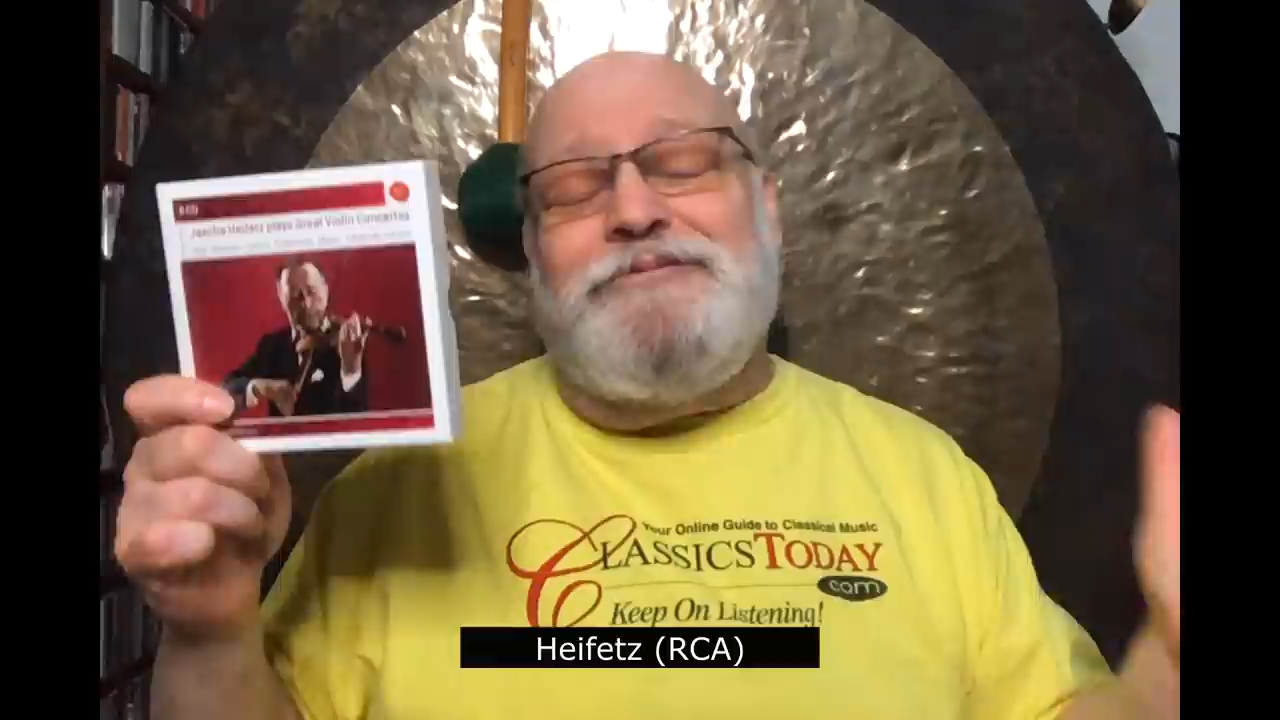 Jascha Heifetz plays Great Violin Concertos
Your Online Guide to Classical Music
CLASSICSTODAY
com
Keep On Listening!
Heifetz (RCA)